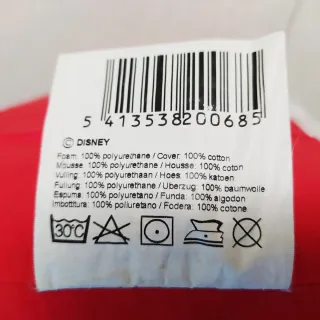 5 413538 200685
© DISNEY
Foam: 100% polyurethane / Cover: 100% cotton
Mousse: 100% polyurethane / Housse: 100% coton
Vulling: 100% polyurethaan / Hoes: 100% katoen
Füllung: 100% polyurethane / Überzug: 100% baumwolle
Espuma: 100% poliuretano / Funda: 100% algodon
Imbottitura: 100% poliuretano / Fodera: 100% cotone
30°C